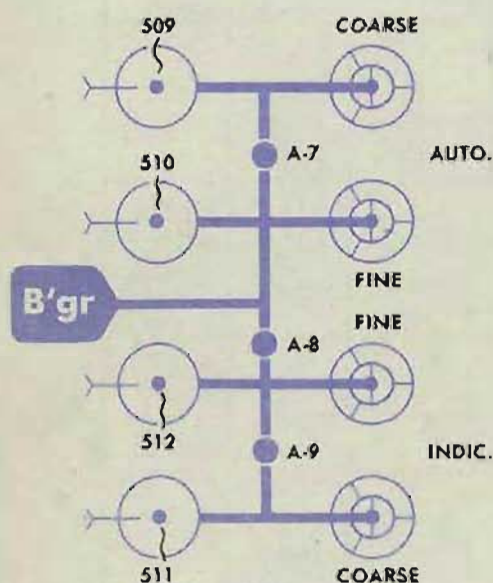 509 COARSE
A-7 AUTO.
510
FINE
B'gr
FINE
A-8
512
A-9 INDIC.
511 COARSE